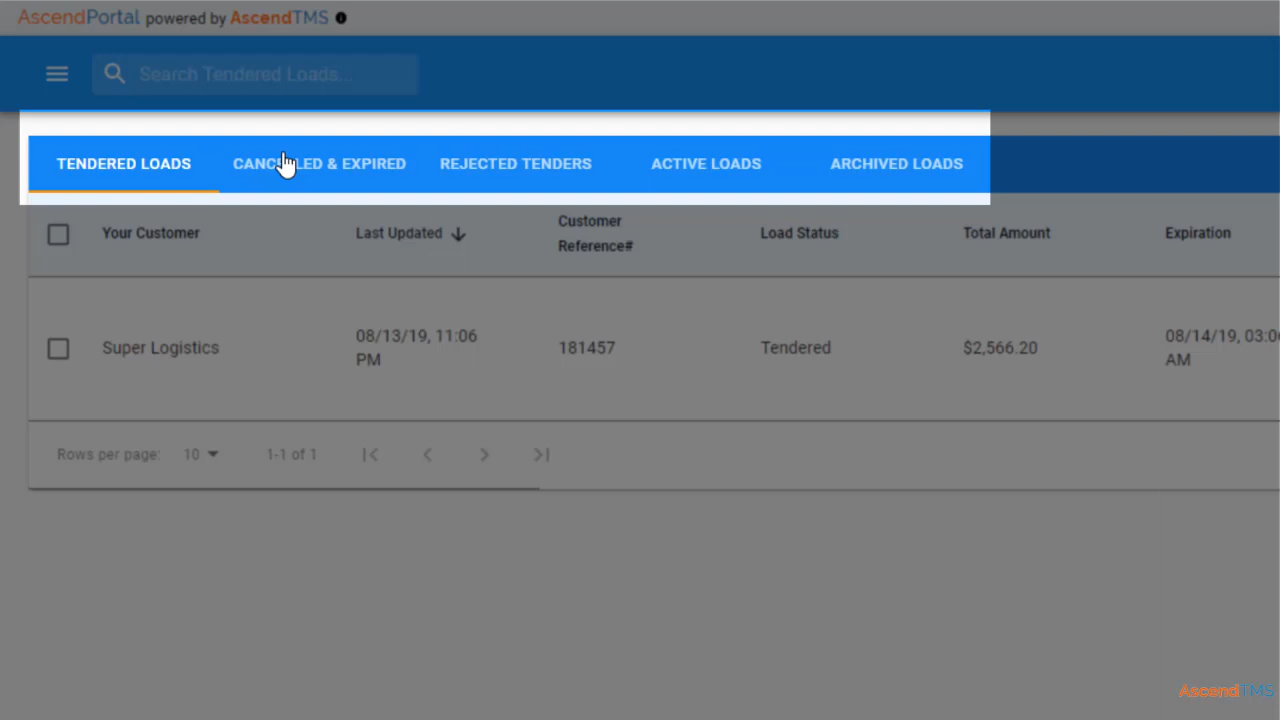 AscendPortal powered by AscendTMS
Search Tendered Loads...
TENDERED LOADS CANCELLED & EXPIRED REJECTED TENDERS ACTIVE LOADS ARCHIVED LOADS
Your Customer Last Updated Customer Reference# Load Status Total Amount Expiration
Super Logistics 08/13/19, 11:06 PM 181457 Tendered $2,566.20 08/14/19, 03:06 AM
Rows per page: 10 1-1 of 1
AscendTMS